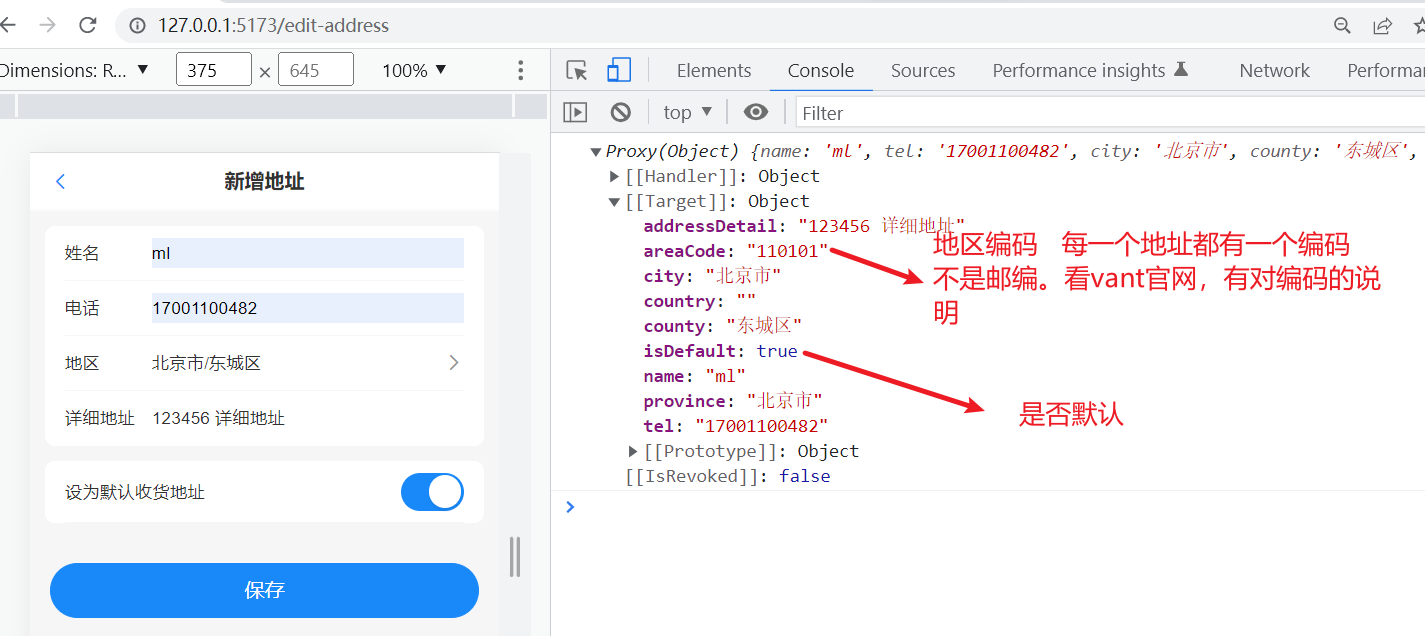 127.0.0.1:5173/edit-address
Dimensions: R... ▼ 375 × 645 100% ▼
Elements Console Sources Performance insights Network Performa
top ▼ Filter
新增地址
姓名 ml
电话 17001100482
地区 北京市/东城区
详细地址 123456 详细地址
设为默认收货地址
保存
▼Proxy(Object) {name: 'ml', tel: '17001100482', city: '北京市', county: '东城区',
▶[[Handler]]: Object
▼[[Target]]: Object
addressDetail: "123456 详细地址"
areaCode: "110101"
city: "北京市"
country: ""
county: "东城区"
isDefault: true
name: "ml"
province: "北京市"
tel: "17001100482"
▶[[Prototype]]: Object
[[IsRevoked]]: false
地区编码 每一个地址都有一个编码
不是邮编。看vant官网，有对编码的说
明
是否默认